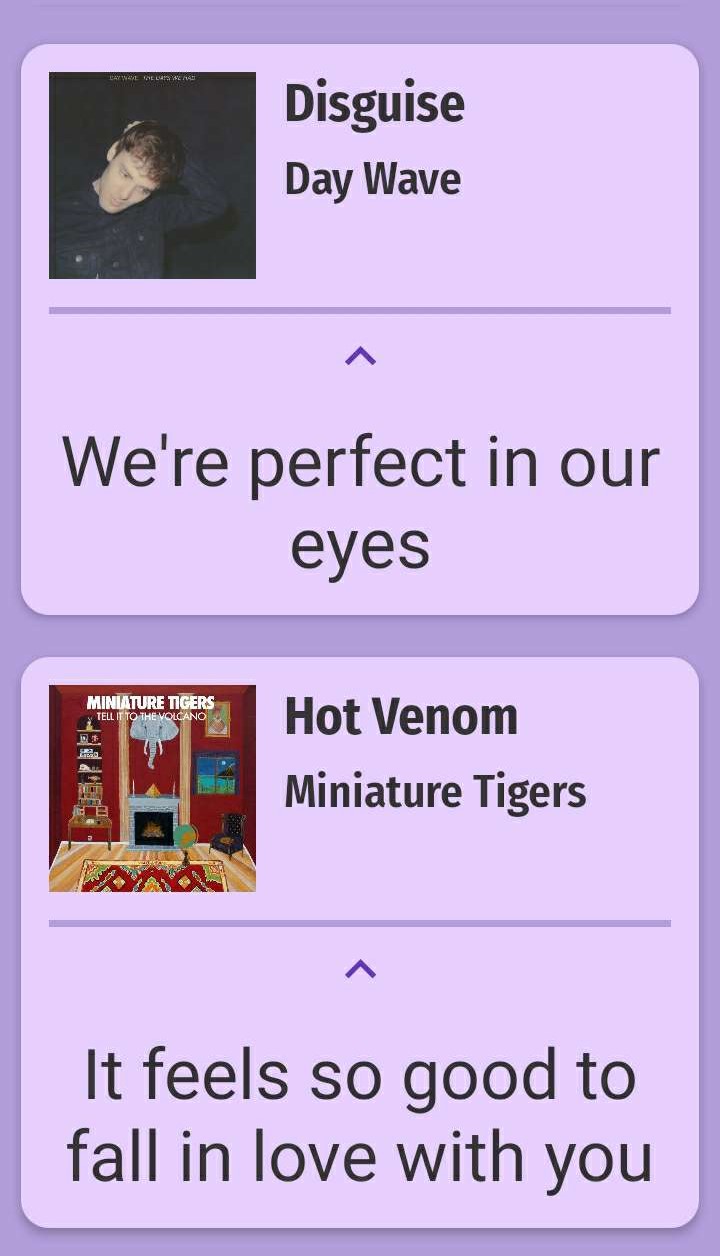 DAY WAVE THE DAYS WE HAD
Disguise
Day Wave
We're perfect in our
eyes
MINIATURE TIGERS
TELL IT TO THE VOLCANO
Hot Venom
Miniature Tigers
It feels so good to
fall in love with you